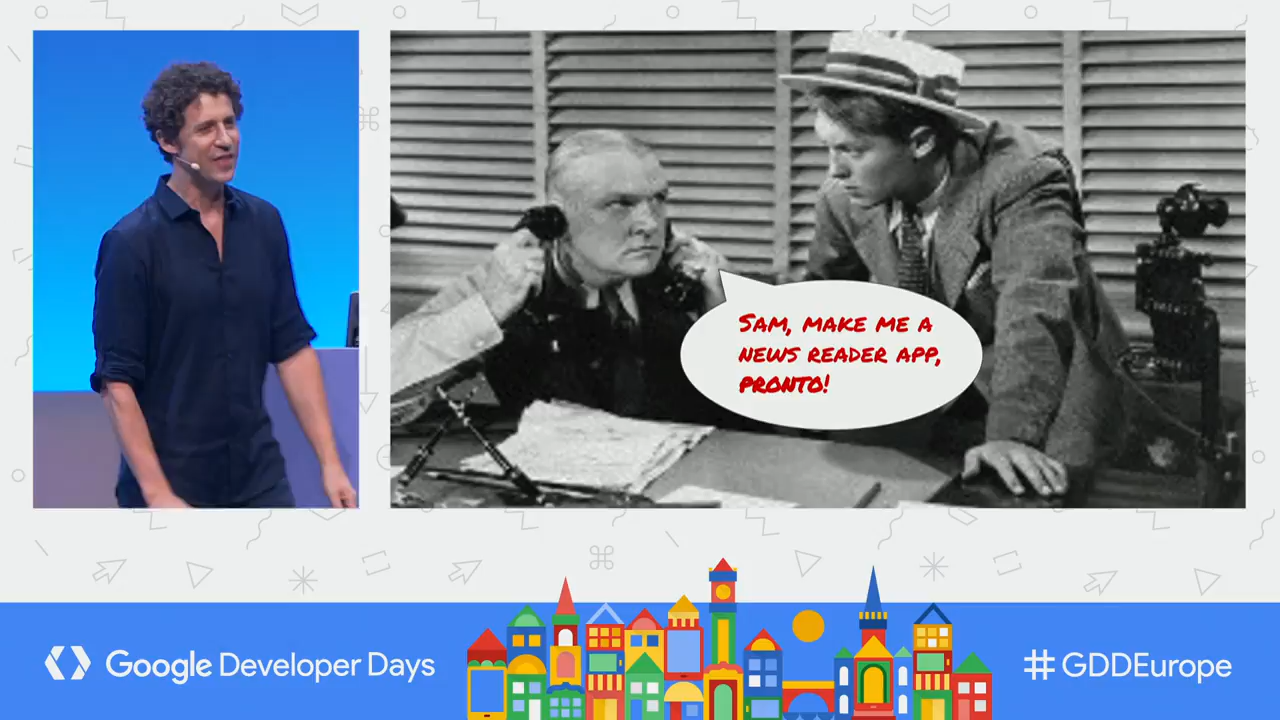 SAM, MAKE ME A
NEWS READER APP,
PRONTO!
Google Developer Days
#GDDEurope